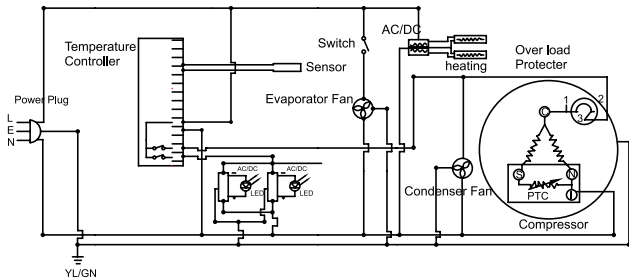 AC/DC
Switch
Temperature
Controller
Over load
Protecter
Sensor
heating
Power Plug
Evaporator Fan
1
2
3
L
E
N
C
AC/DC
AC/DC
LED
LED
S
N
PTC
Condenser Fan
Compressor
YL/GN